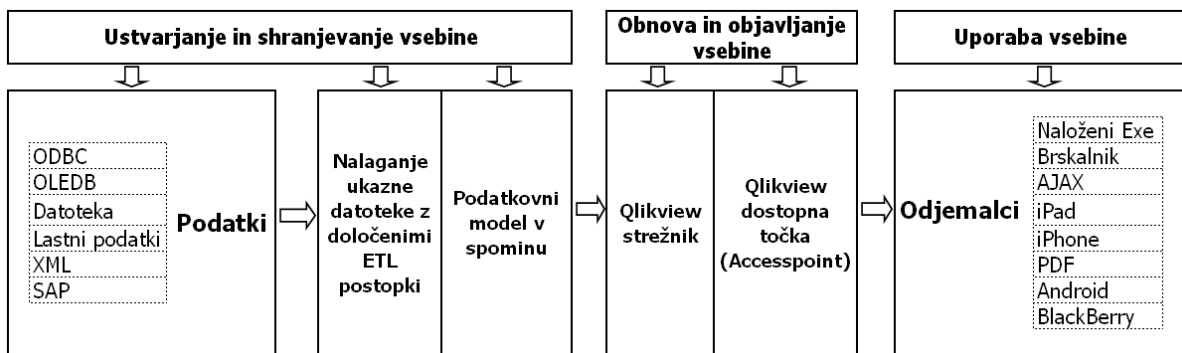 Ustvarjanje in shranjevanje vsebine
Obnova in objavljanje
vsebine
Uporaba vsebine
ODBC
OLEDB
Datoteka
Lastni podatki
XML
SAP
Podatki
Nalaganje
ukazne
datoteke z
določenimi
ETL
postopki
Podatkovni
model v
spominu
Qlikview
strežnik
Qlikview
dostopna
točka
(Accesspoint)
Odjemalci
Naloženi Exe
Brskalnik
AJAX
iPad
iPhone
PDF
Android
BlackBerry